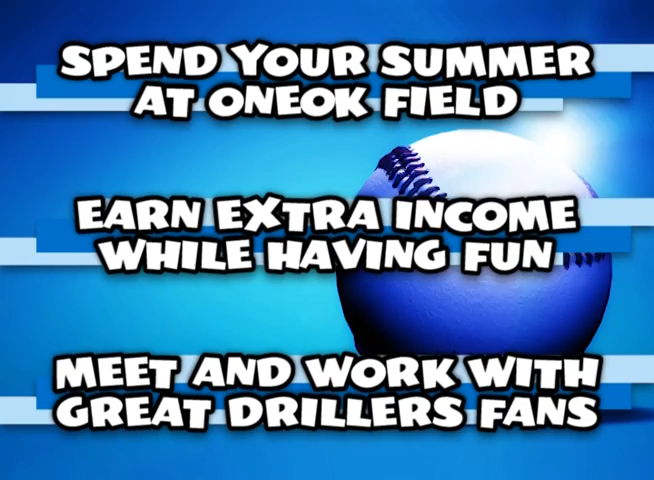 SPEND YOUR SUMMER
AT ONEOK FIELD
EARN EXTRA INCOME
WHILE HAVING FUN
MEET AND WORK WITH
GREAT DRILLERS FANS